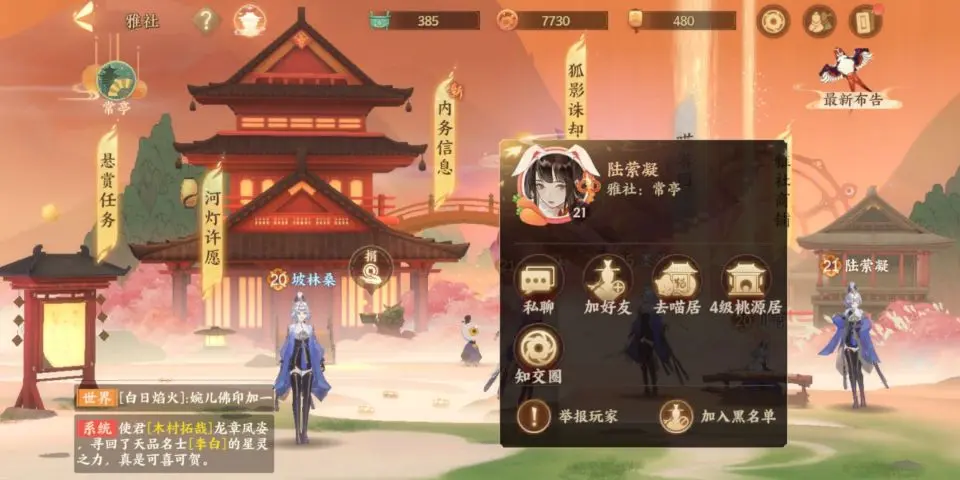 雅社
?
385
7730
480
常亭
最新布告
悬赏任务
河灯许愿
新
内务信息
狐影诛却
陆萦凝
雅社：常亭
21
私聊
加好友
去喵居
4级桃源居
知交圈
举报玩家
加入黑名单
捐
20 坡林桑
21 陆萦凝
世界 [白日焰火]:婉儿佛印加一
系统 使君[木村拓哉]龙章凤姿
，寻回了天品名士[李白]的星灵
之力，真是可喜可贺。